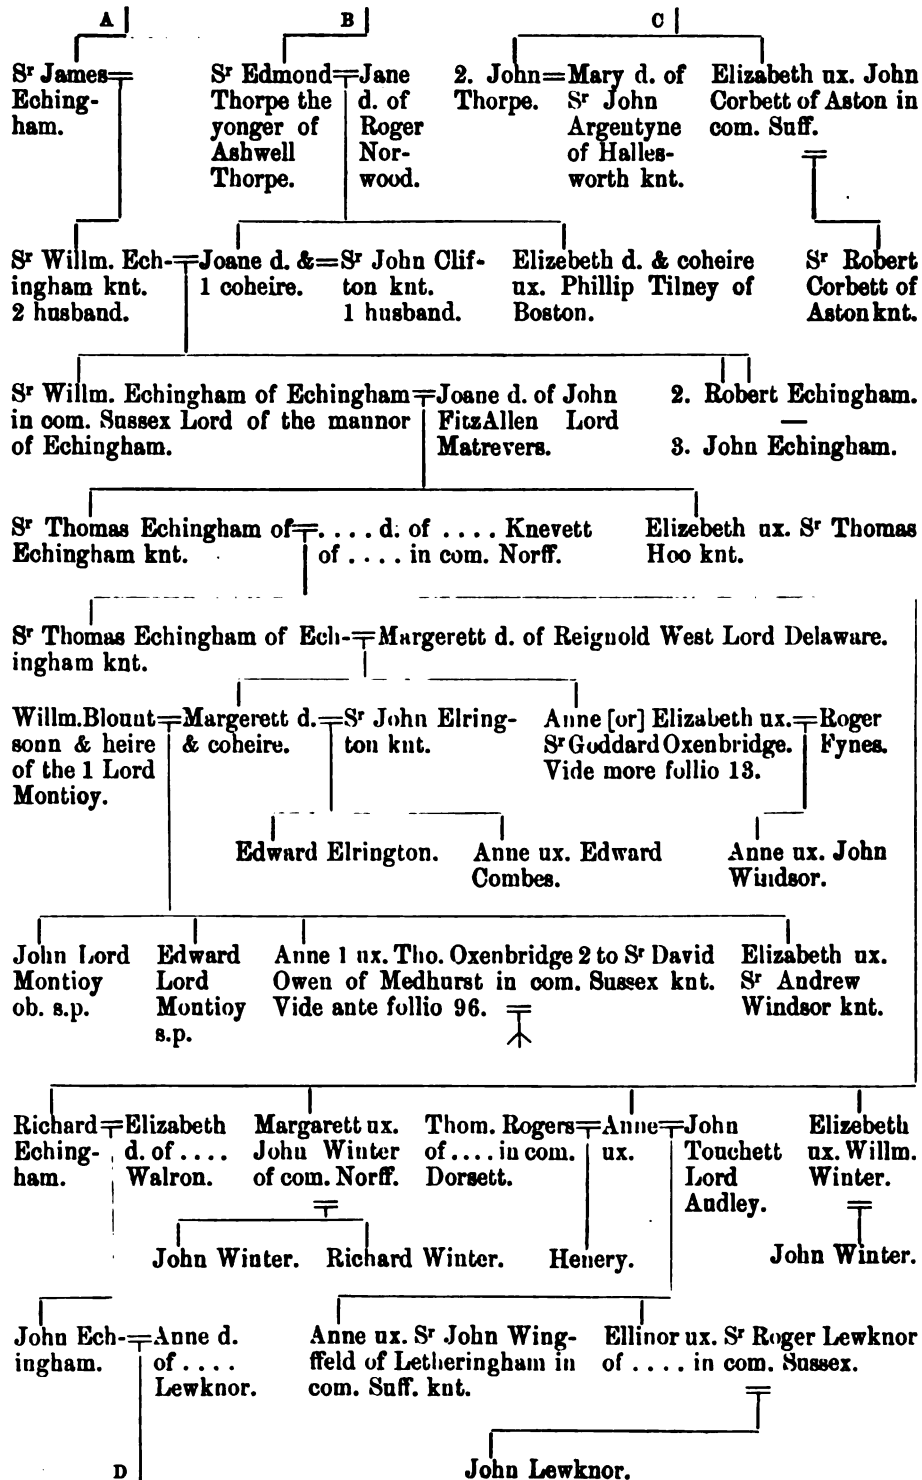 A B C
Sr James
Eching-
ham.
Sr Edmond
Thorpe the
yonger of
Ashwell
Thorpe.
Jane
d. of
Roger
Nor-
wood.
2. John
Thorpe.
Mary d. of
Sr John
Argentyne
of Halles-
worth knt.
Elizabeth ux. John
Corbett of Aston in
com. Suff.
Sr Willm. Ech-
ingham knt.
2 husband.
Joane d. &
1 coheire.
Sr John Clif-
ton knt.
1 husband.
Elizebeth d. & coheire
ux. Phillip Tilney of
Boston.
Sr Robert
Corbett of
Aston knt.
Sr Willm. Echingham of Echingham
in com. Sussex Lord of the mannor
of Echingham.
Joane d. of John
FitzAllen Lord
Matrevers.
2. Robert Echingham.
—
3. John Echingham.
Sr Thomas Echingham of
Echingham knt.
. . . . d. of . . . . Knevett
of . . . . in com. Norff.
Elizebeth ux. Sr Thomas
Hoo knt.
Sr Thomas Echingham of Ech-
ingham knt.
Margerett d. of Reignold West Lord Delaware.
Willm. Blount
sonn & heire
of the 1 Lord
Montioy.
Margerett d.
& coheire.
Sr John Elring-
ton knt.
Anne [or] Elizabeth ux.
Sr Goddard Oxenbridge.
Vide more follio 13.
Roger
Fynes.
Edward Elrington.
Anne ux. Edward
Combes.
Anne ux. John
Windsor.
John Lord
Montioy
ob. s.p.
Edward
Lord
Montioy
s.p.
Anne 1 ux. Tho. Oxenbridge 2 to Sr David
Owen of Medhurst in com. Sussex knt.
Vide ante follio 96.
Elizabeth ux.
Sr Andrew
Windsor knt.
Richard
Eching-
ham.
Elizabeth
d. of . . . .
Walron.
Margarett ux.
John Winter
of com. Norff.
Thom. Rogers
of . . . . in com.
Dorsett.
Anne
ux.
John
Touchett
Lord
Audley.
Elizebeth
ux. Willm.
Winter.
John Winter.
Richard Winter.
Henery.
John Winter.
John Ech-
ingham.
Anne d.
of . . . .
Lewknor.
Anne ux. Sr John Wing-
ffeld of Letheringham in
com. Suff. knt.
Ellinor ux. Sr Roger Lewknor
of . . . . in com. Sussex.
D
John Lewknor.